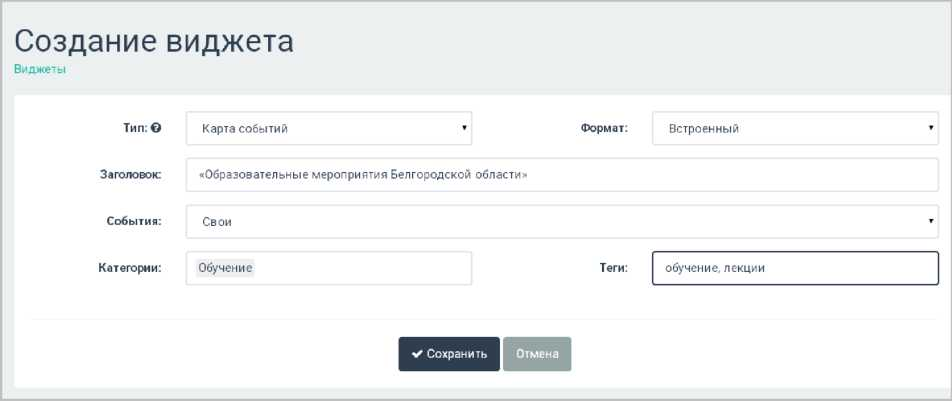 Создание виджета
Виджеты
Тип: Карта событий Формат: Встроенный
Заголовок: «Образовательные мероприятия Белгородской области»
События: Свои
Категории: Обучение Теги: обучение, лекции
Сохранить Отмена